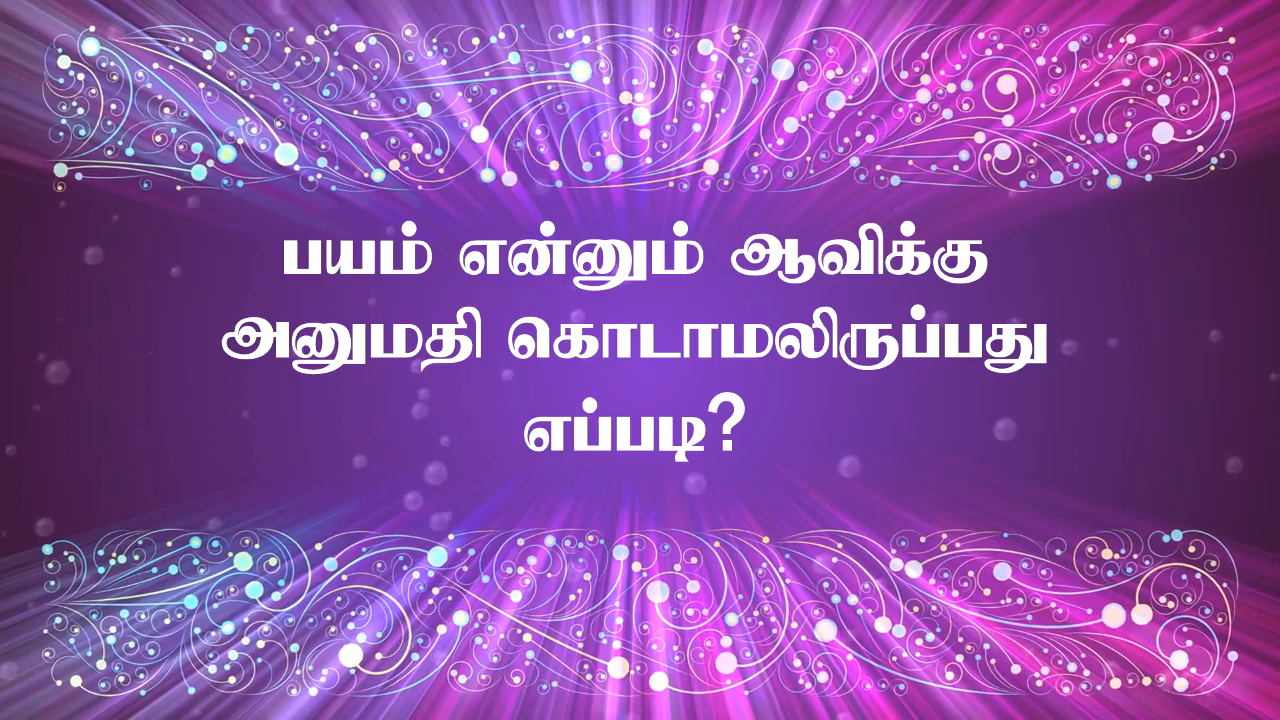 பயம் என்னும் ஆவிக்கு
அனுமதி கொடாமலிருப்பது
எப்படி?